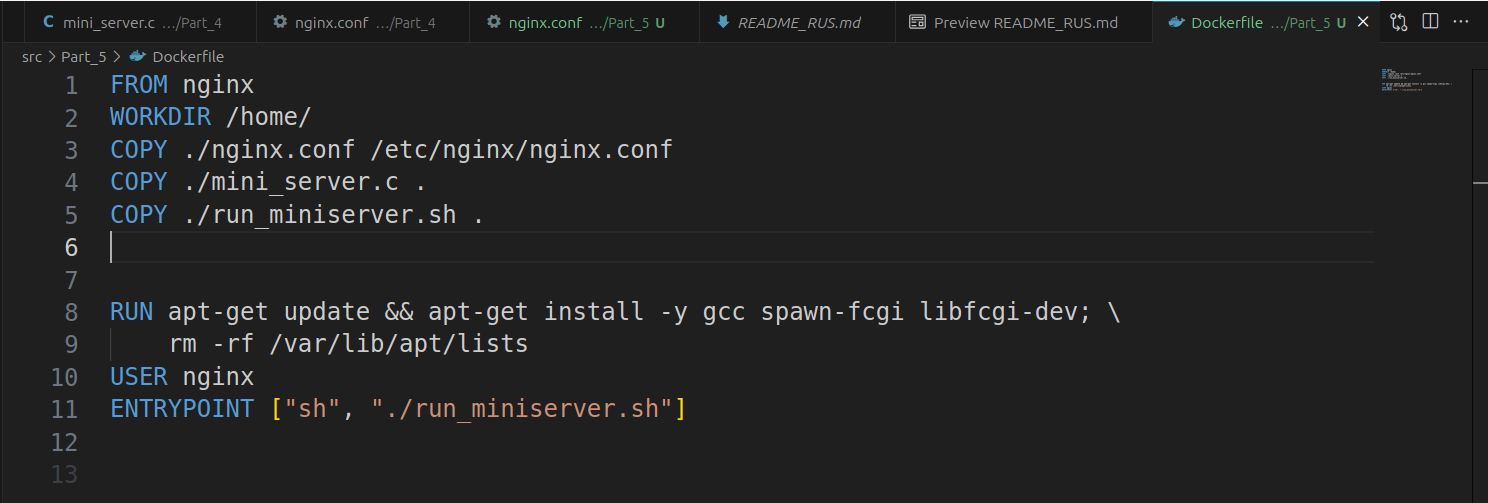 mini_server.c .../Part_4 nginx.conf .../Part_4 nginx.conf .../Part_5 U README_RUS.md Preview README_RUS.md Dockerfile .../Part_5 U
src > Part_5 > Dockerfile
1 FROM nginx
2 WORKDIR /home/
3 COPY ./nginx.conf /etc/nginx/nginx.conf
4 COPY ./mini_server.c .
5 COPY ./run_miniserver.sh .
6
7
8 RUN apt-get update && apt-get install -y gcc spawn-fcgi libfcgi-dev; \
9 rm -rf /var/lib/apt/lists
10 USER nginx
11 ENTRYPOINT ["sh", "./run_miniserver.sh"]
12
13